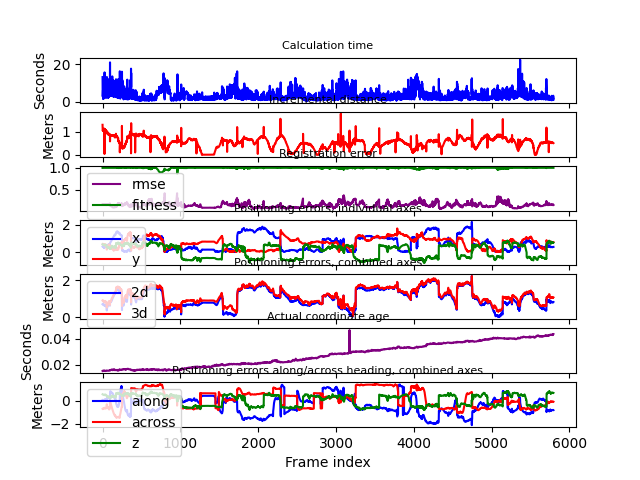 Calculation time
20
0
Seconds
Incremental distance
1
0
Meters
Registration error
1.0
0.5
rmse
fitness
Positioning errors, individual axes
2
0
Meters
x
y
Positioning errors, combined axes
2
0
Meters
2d
3d
Actual coordinate age
0.04
0.02
Seconds
Positioning errors along/across heading, combined axes
0
−2
Meters
along
across
z
0 1000 2000 3000 4000 5000 6000
Frame index